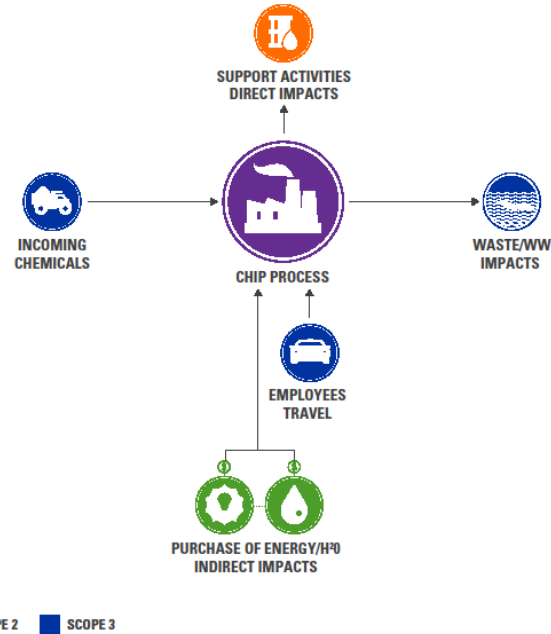 SUPPORT ACTIVITIES
DIRECT IMPACTS
INCOMING
CHEMICALS
CHIP PROCESS
WASTE/WW
IMPACTS
EMPLOYEES
TRAVEL
PURCHASE OF ENERGY/H²0
INDIRECT IMPACTS
PE 2
SCOPE 3